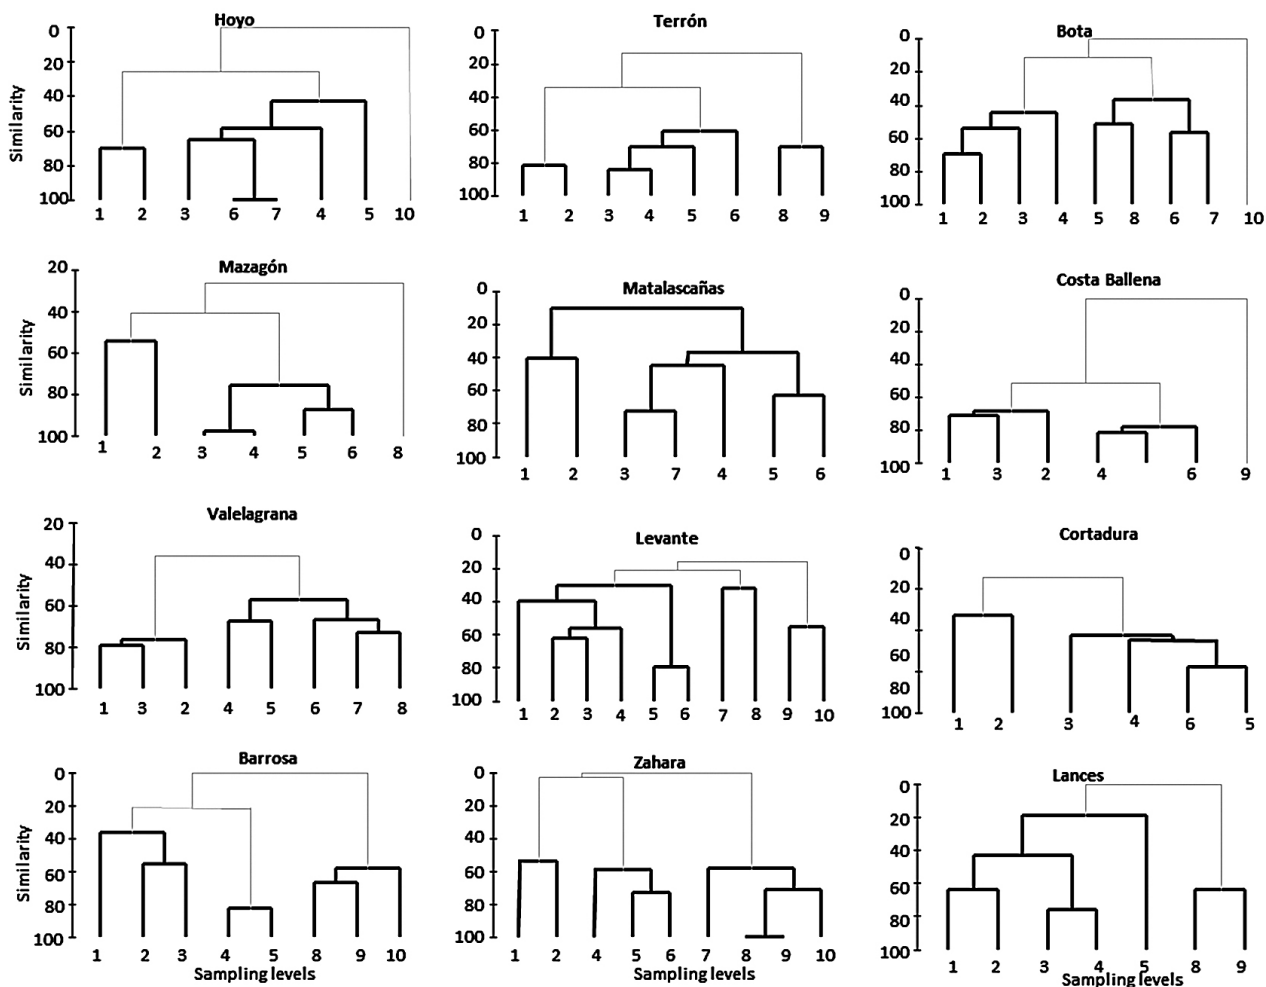 Hoyo
0
20
40
60
80
100
Similarity
1 2 3 6 7 4 5 10
Terrón
0
20
40
60
80
100
1 2 3 4 5 6 8 9
Bota
0
20
40
60
80
100
1 2 3 4 5 8 6 7 10
Mazagón
20
40
60
80
100
Similarity
1 2 3 4 5 6 8
Matalascañas
0
20
40
60
80
100
1 2 3 7 4 5 6
Costa Ballena
0
20
40
60
80
100
1 3 2 4 6 9
Valelagrana
20
40
60
80
100
Similarity
1 3 2 4 5 6 7 8
Levante
0
20
40
60
80
100
1 2 3 4 5 6 7 8 9 10
Cortadura
0
20
40
60
80
100
1 2 3 4 6 5
Barrosa
0
20
40
60
80
100
Similarity
1 2 3 4 5 8 9 10
Sampling levels
Zahara
0
20
40
60
80
100
1 2 4 5 6 7 8 9 10
Sampling levels
Lances
0
20
40
60
80
100
1 2 3 4 5 8 9
Sampling levels